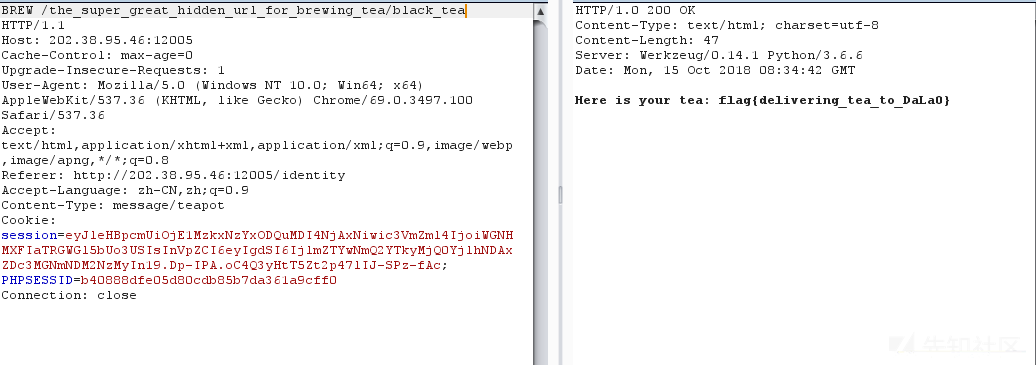 BREW /the_super_great_hidden_url_for_brewing_tea/black_tea
HTTP/1.1
Host: 202.38.95.46:12005
Cache-Control: max-age=0
Upgrade-Insecure-Requests: 1
User-Agent: Mozilla/5.0 (Windows NT 10.0; Win64; x64)
AppleWebKit/537.36 (KHTML, like Gecko) Chrome/69.0.3497.100
Safari/537.36
Accept:
text/html,application/xhtml+xml,application/xml;q=0.9,image/webp
,image/apng,*/*;q=0.8
Referer: http://202.38.95.46:12005/identity
Accept-Language: zh-CN,zh;q=0.9
Content-Type: message/teapot
Cookie:
session=eyJleHBpcmUiOjE1MzkxNzYxODQuMDI4NjAxNiwic3VmZml4IjoiWGNH
MXFIaTRGWGl5bUo3USIsInVpZCI6eyIgdSI6IjlmZTYwNmQ2YTkyMjQ0YjlhNDAx
ZDc3MGNmNDM2NzMyIn19.Dp-IPA.oC4Q3yHtT5Zt2p47lIJ-SPz-fAc;
PHPSESSID=b40888dfe05d80cdb85b7da361a9cff0
Connection: close
HTTP/1.0 200 OK
Content-Type: text/html; charset=utf-8
Content-Length: 47
Server: Werkzeug/0.14.1 Python/3.6.6
Date: Mon, 15 Oct 2018 08:34:42 GMT
Here is your tea: flag{delivering_tea_to_DaLa0}
先知社区